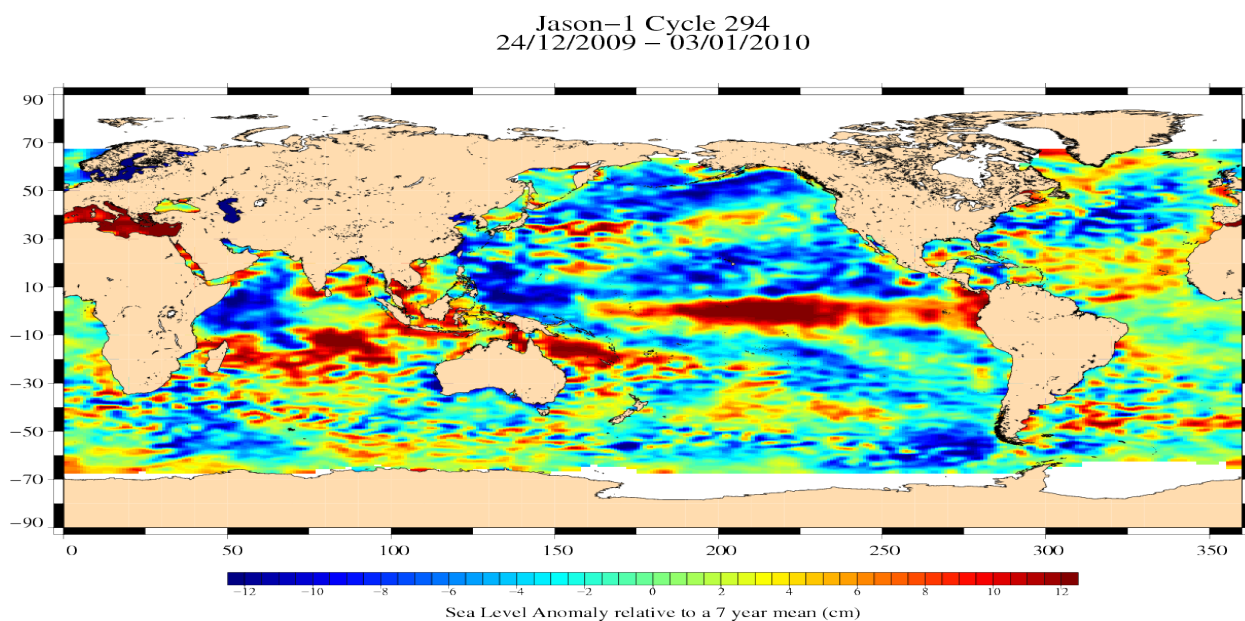 Jason−1 Cycle 294
24/12/2009 − 03/01/2010
90
70
50
30
10
−10
−30
−50
−70
−90
0 50 100 150 200 250 300 350
−12 −10 −8 −6 −4 −2 0 2 4 6 8 10 12
Sea Level Anomaly relative to a 7 year mean (cm)